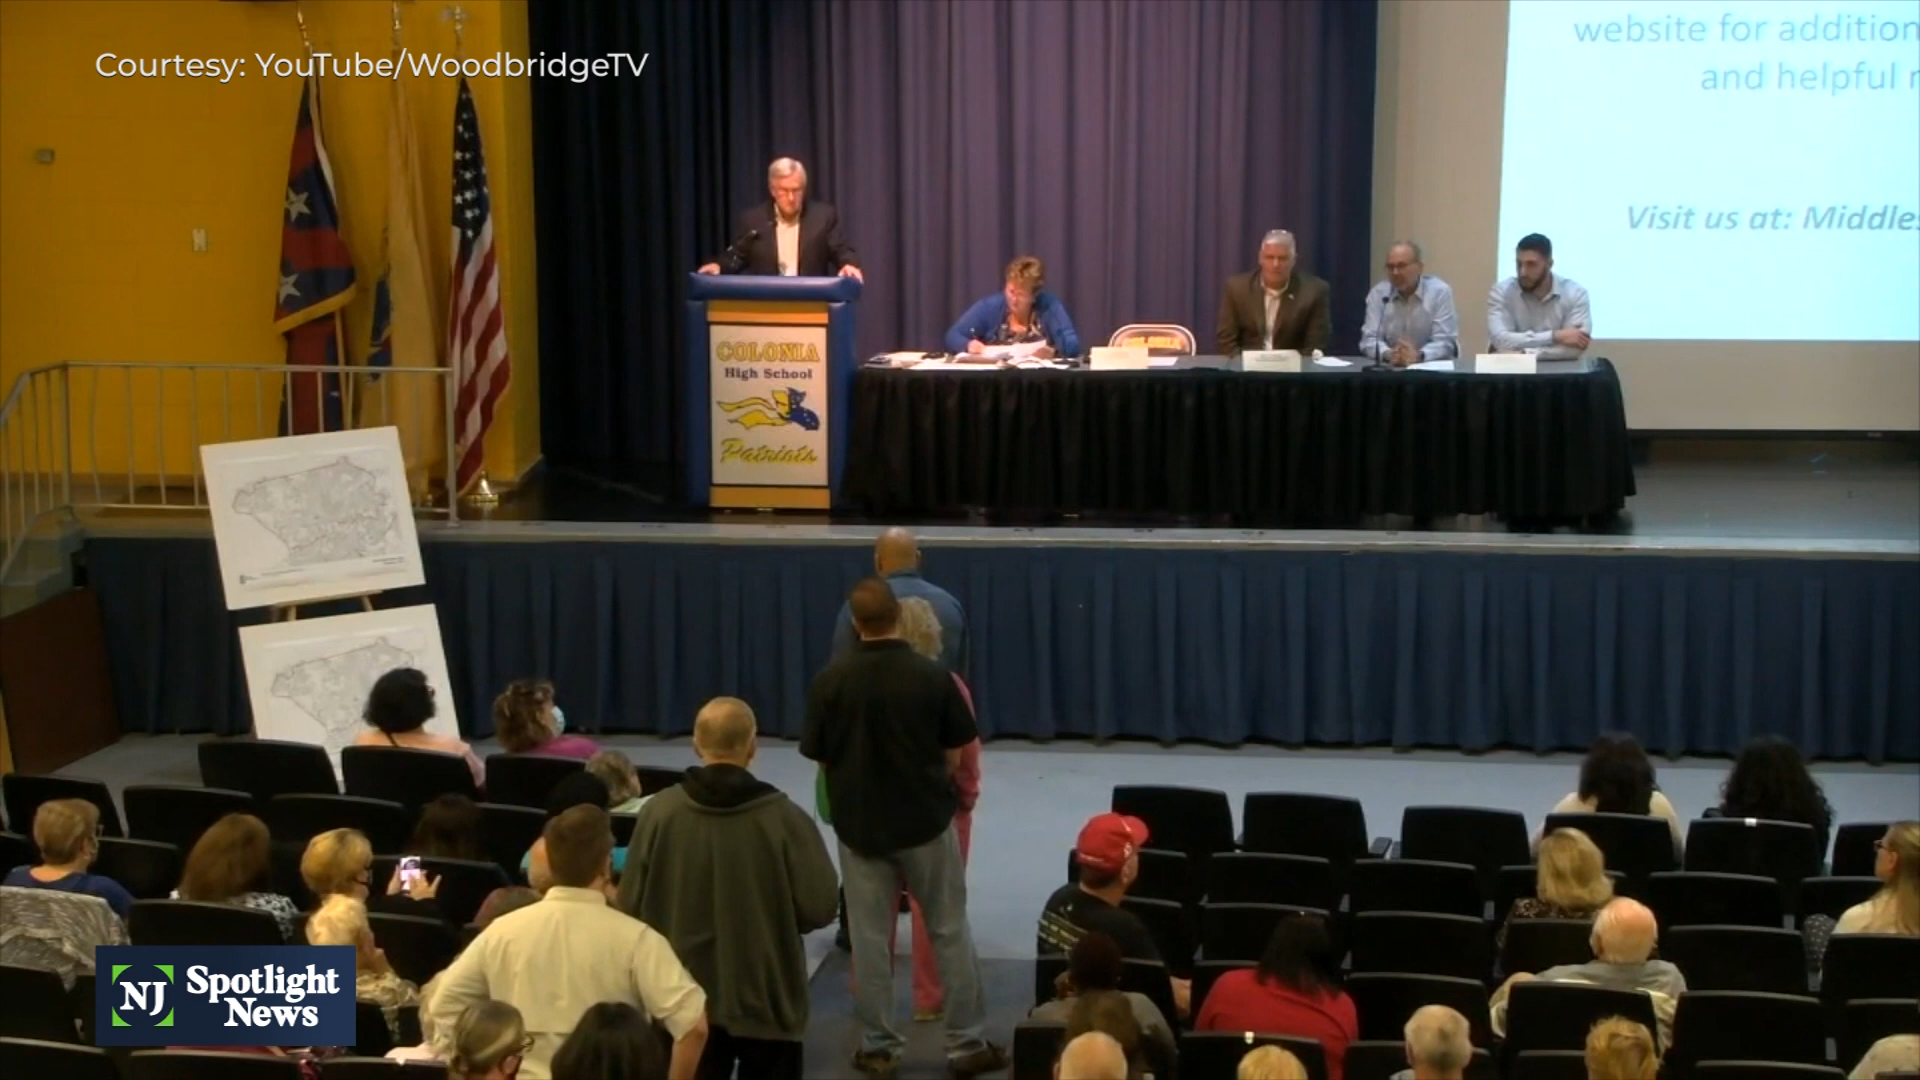 Courtesy: YouTube/WoodbridgeTV
website for addition
and helpful
Visit us at: Middle
COLONIA
High School
Patriots
NJ Spotlight
News